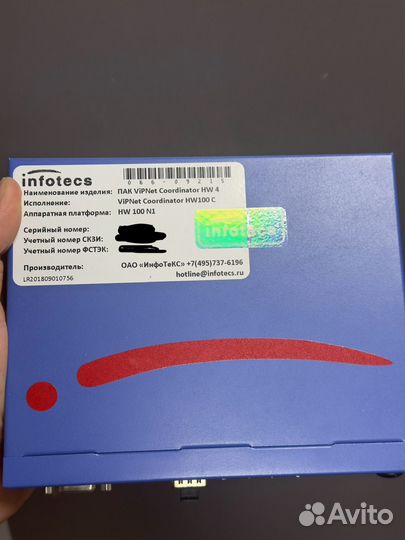 infotecs
066-09215
Наименование изделия: ПАК ViPNet Coordinator HW 4
Исполнение: ViPNet Coordinator HW100 C
Аппаратная платформа: HW 100 N1
Серийный номер:
Учетный номер СКЗИ:
Учетный номер ФСТЭК:
Производитель: ОАО «ИнфоТеКС» +7(495)737-6196
hotline@infotecs.ru
LR201809010756
infotecs
Avito